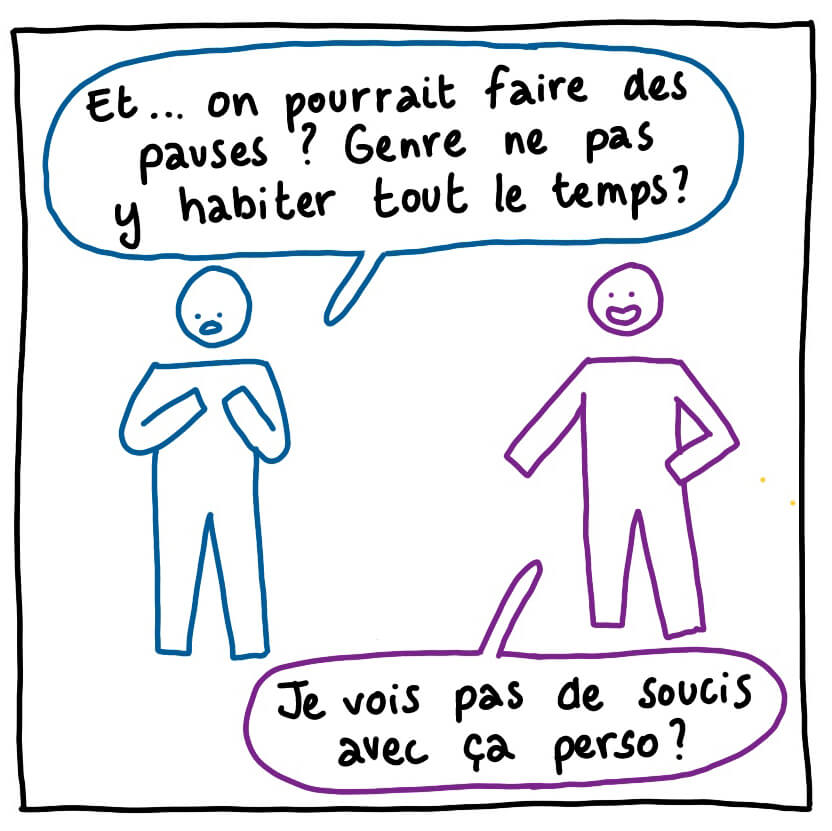 Et... on pourrait faire des
pauses ? Genre ne pas
y habiter tout le temps?
Je vois pas de soucis
avec ça perso?